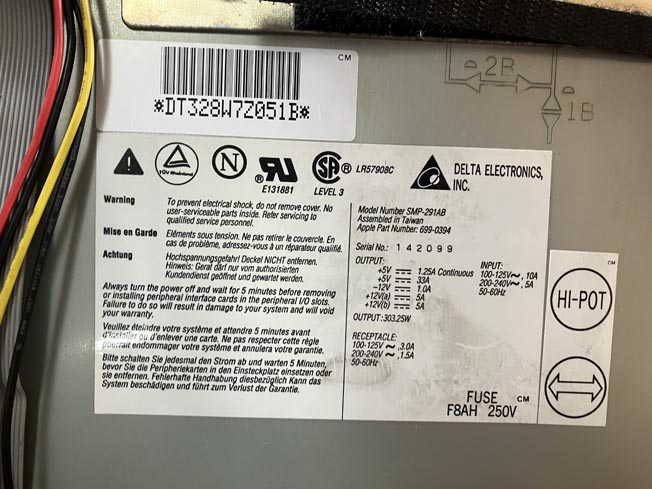 CM
*DT328W7Z051B*
2B
1B
TÜV Rheinland
N
E131881
LEVEL 3
LR57908C
DELTA ELECTRONICS,
INC.
Warning
To prevent electrical shock, do not remove cover. No
user-serviceable parts inside. Refer servicing to
qualified service personnel.
Mise en Garde
Eléments sous tension. Ne pas retirer le couvercle. En
cas de problème, adressez-vous à un réparateur qualifié.
Achtung
Hochspannungsgefahr! Deckel NICHT entfernen.
Hinweis: Gerät darf nur vom authorisierten
Kundendienst geöffnet und gewartet werden.
Always turn the power off and wait for 5 minutes before removing
or installing peripheral interface cards in the peripheral I/O slots.
Failure to do so will result in damage to your system and will void
your warranty.
Veuillez éteindre votre système et attendre 5 minutes avant
d'installer ou d'enlever une carte. Ne pas respecter cette règle
pourrait endommager votre système et annulera votre garantie.
Bitte schalten Sie jedesmal den Strom ab und warten 5 Minuten,
bevor Sie die Peripheriekarten in den Einsteckplatz einsetzen oder
sie entfernen. Fehlerhafte Handhabung diesbezüglich Kann das
System beschädigen und führt zum Verlust der Garantie.
Model Number SMP-291AB
Assembled in Taiwan
Apple Part Number: 699-0394
Serial No.: 142099
OUTPUT:
+5V 1.25A Continuous
+5V 33A
-12V 1.0A
+12V(a) 5A
+12V(b) 5A
OUTPUT:303.25W
INPUT:
100-125V~, 10A
200-240V~, 5A
50-60Hz
RECEPTACLE:
100-125V ~ ,3.0A
200-240V ~ ,1.5A
50-60Hz
FUSE CM
F8AH 250V
CM
HI-POT